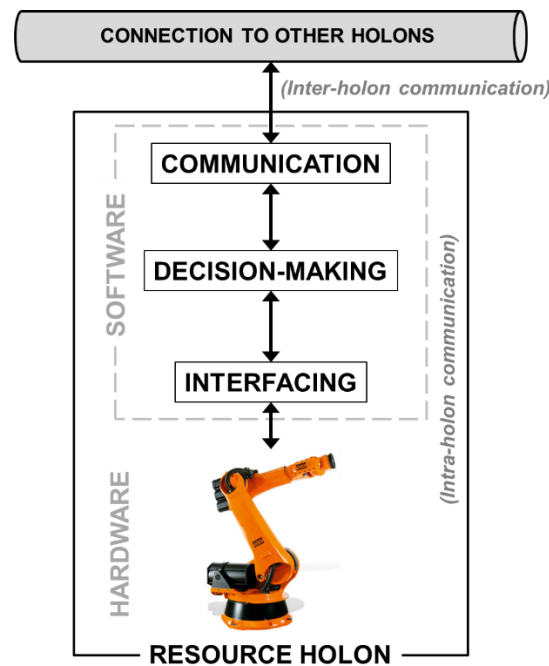 CONNECTION TO OTHER HOLONS
(Inter-holon communication)
COMMUNICATION
SOFTWARE
DECISION-MAKING
INTERFACING
(Intra-holon communication)
HARDWARE
RESOURCE HOLON